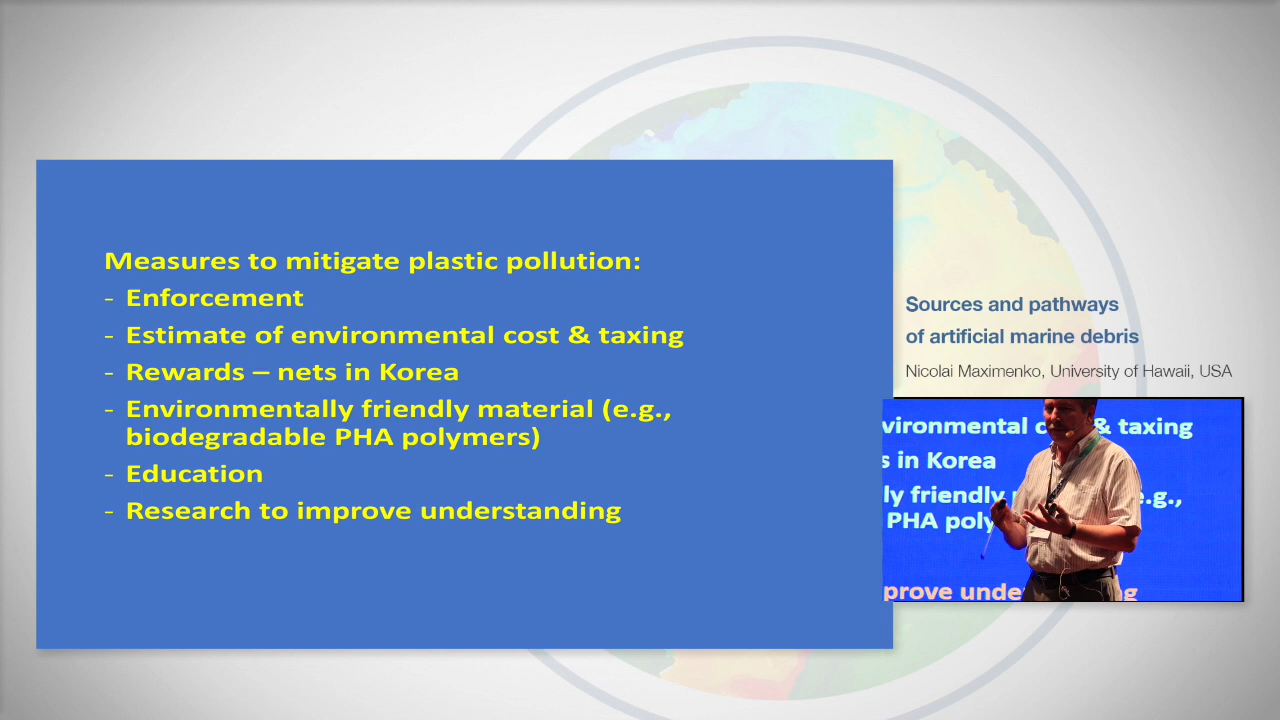 Measures to mitigate plastic pollution:
- Enforcement
- Estimate of environmental cost & taxing
- Rewards – nets in Korea
- Environmentally friendly material (e.g.,
biodegradable PHA polymers)
- Education
- Research to improve understanding
Sources and pathways
of artificial marine debris
Nicolai Maximenko, University of Hawaii, USA
vironmental c & taxing
s in Korea
ly friendly e.g.,
PHA poly
prove unde g